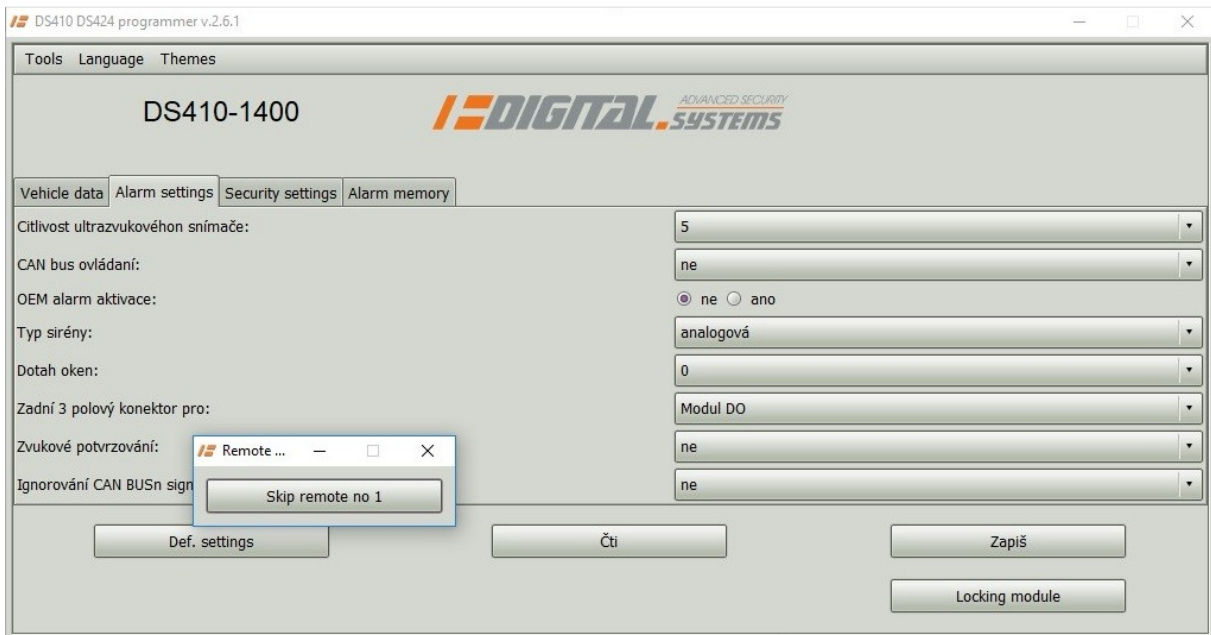 DS410 DS424 programmer v.2.6.1
Tools Language Themes
DS410-1400
DIGITAL.
ADVANCED SECURITY
SYSTEMS
Vehicle data Alarm settings Security settings Alarm memory
Citlivost ultrazvukovéhon snímače: 5
CAN bus ovládaní: ne
OEM alarm aktivace: ne ano
Typ sirény: analogová
Dotah oken: 0
Zadní 3 polový konektor pro: Modul DO
Zvukové potvrzování: ne
Remote ...
Ignorování CAN BUSn sign ne
Skip remote no 1
Def. settings Čti Zapiš
Locking module